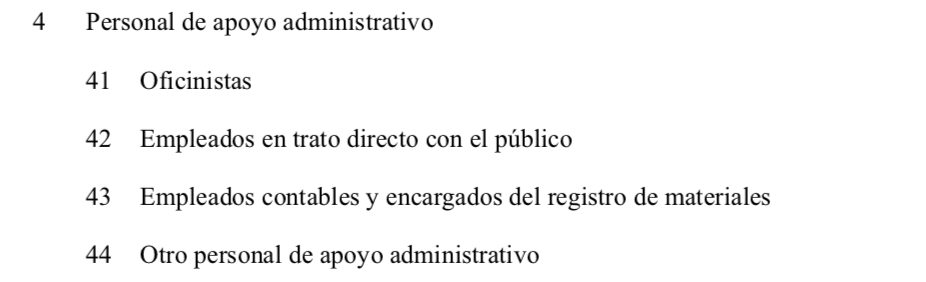 4 Personal de apoyo administrativo
41 Oficinistas
42 Empleados en trato directo con el público
43 Empleados contables y encargados del registro de materiales
44 Otro personal de apoyo administrativo